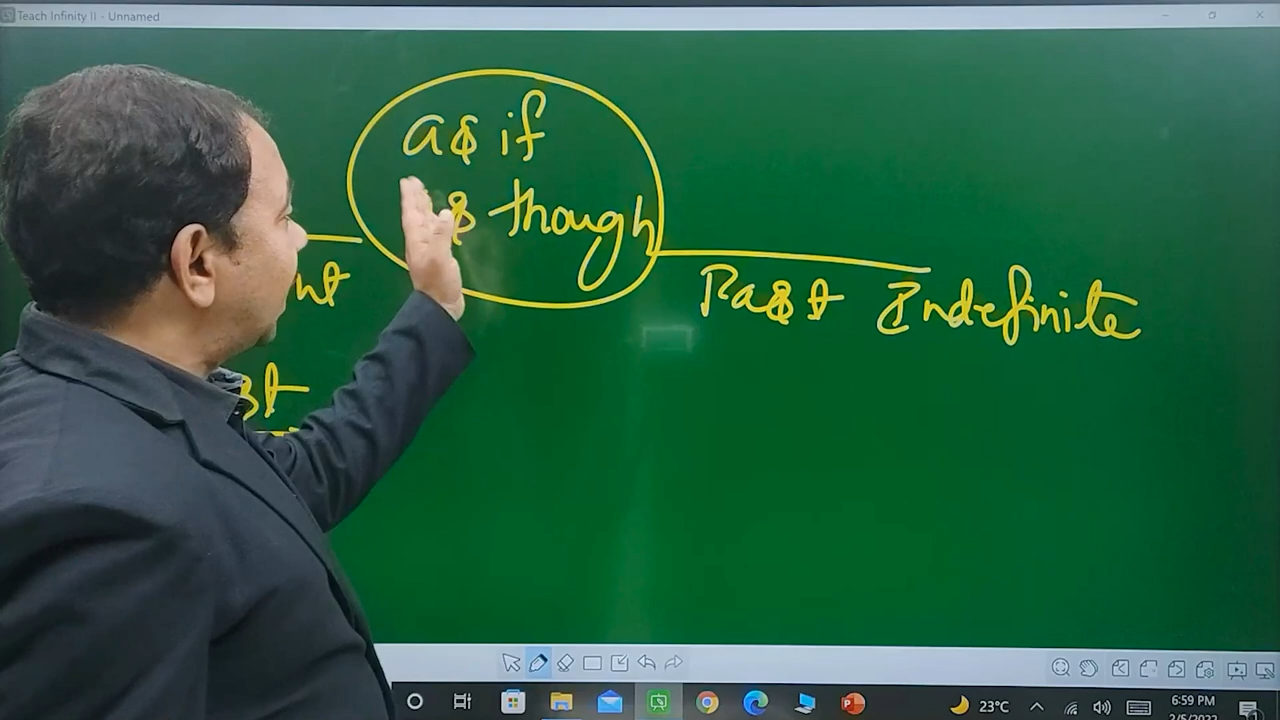 Teach Infinity II - Unnamed
as if
though
Past Indefinite
23°C
6:59 PM